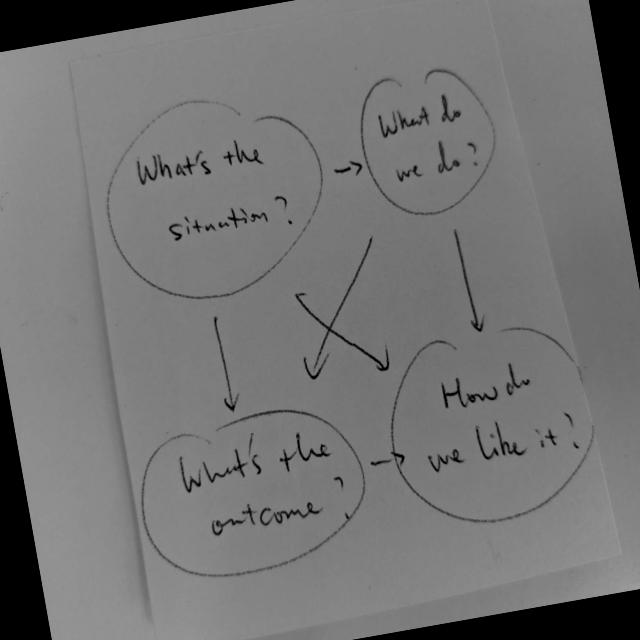 What's the
situation?
What do
we do?
What's the
outcome?
How do
we like it?